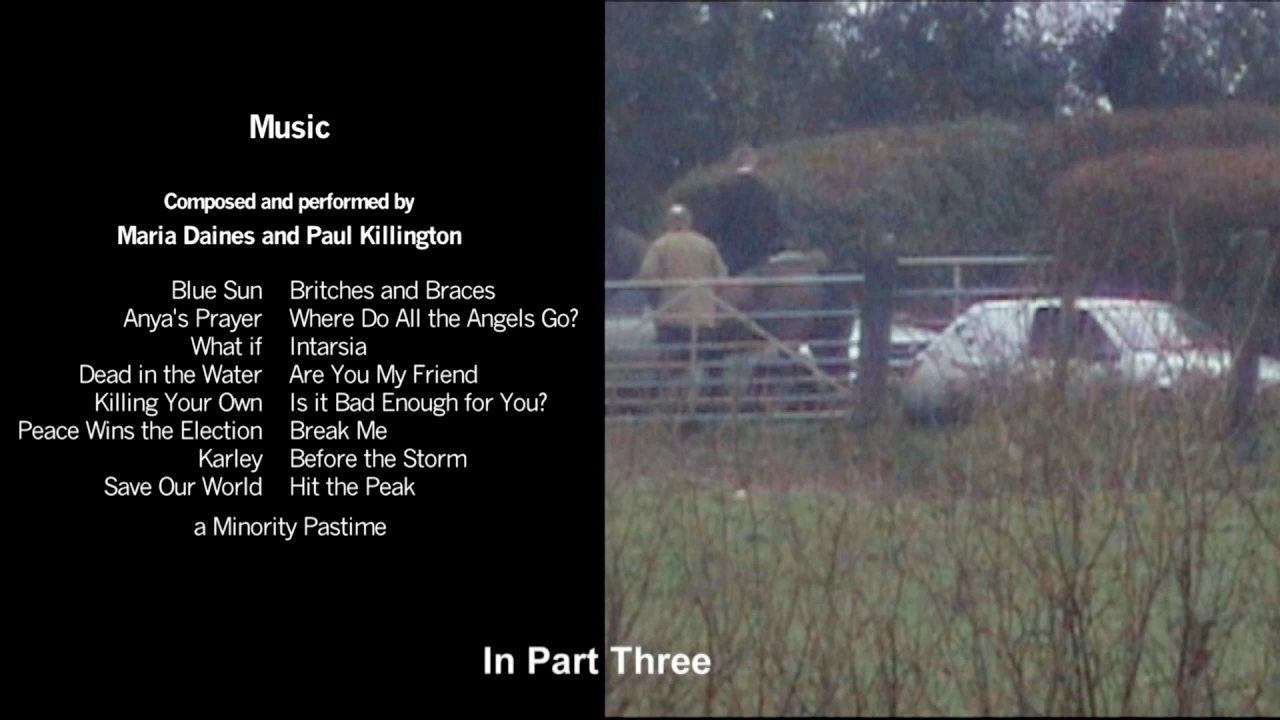 Music
Composed and performed by
Maria Daines and Paul Killington
Blue Sun Britches and Braces
Anya's Prayer Where Do All the Angels Go?
What if Intarsia
Dead in the Water Are You My Friend
Killing Your Own Is it Bad Enough for You?
Peace Wins the Election Break Me
Karley Before the Storm
Save Our World Hit the Peak
a Minority Pastime
In Part Three